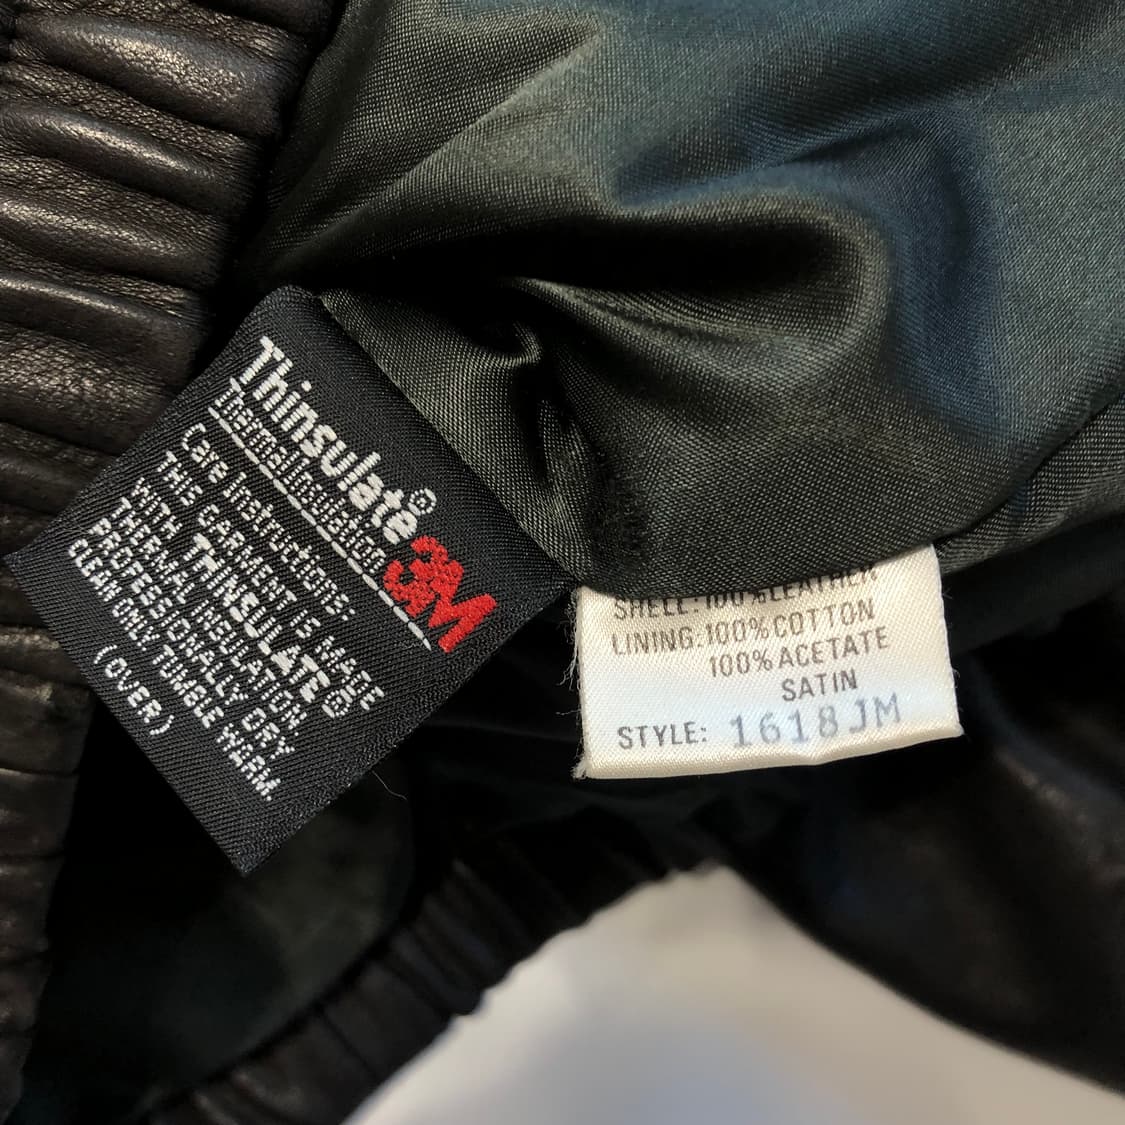 Thinsulate®
Thermal Insulation
3M
Care Instructions:
THIS GARMENT IS MADE
WITH THINSULATE®
THERMAL INSULATION.
PROFESSIONALLY DRY
CLEAN ONLY. TUMBLE WARM.
(OVER)
SHELL: 100% LEATHER
LINING: 100% COTTON
100% ACETATE
SATIN
STYLE: 1618JM